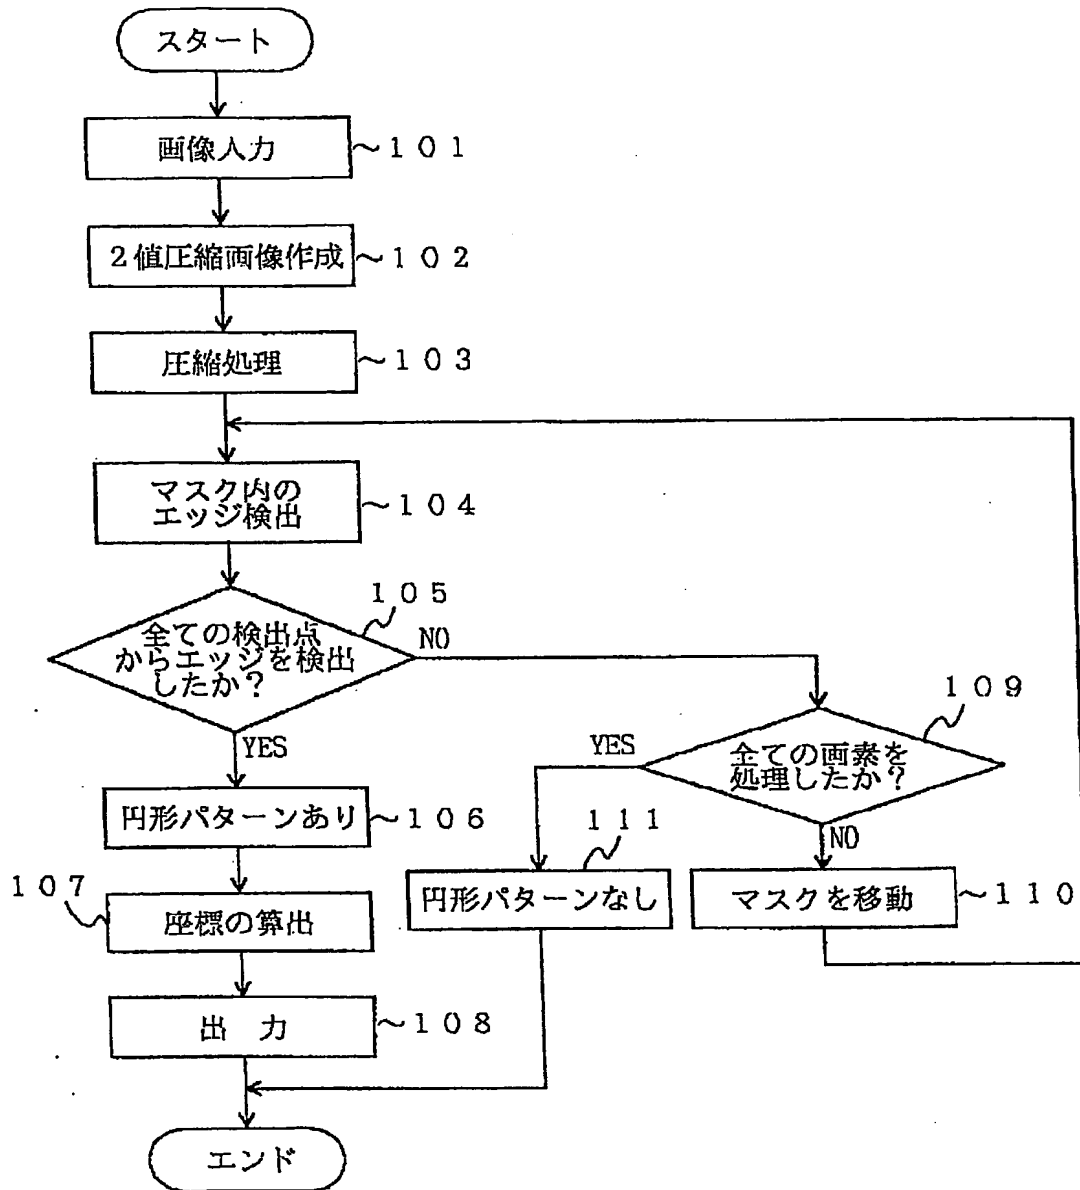 スタート
画像入力
～１０１
２値圧縮画像作成
～１０２
圧縮処理
～１０３
マスク内の
エッジ検出
～１０４
１０５
全ての検出点
からエッジを検出
したか？
NO
YES
１０９
全ての画素を
処理したか？
YES
NO
円形パターンあり
～１０６
１１１
円形パターンなし
マスクを移動
～１１０
１０７
座標の算出
出　力
～１０８
エンド